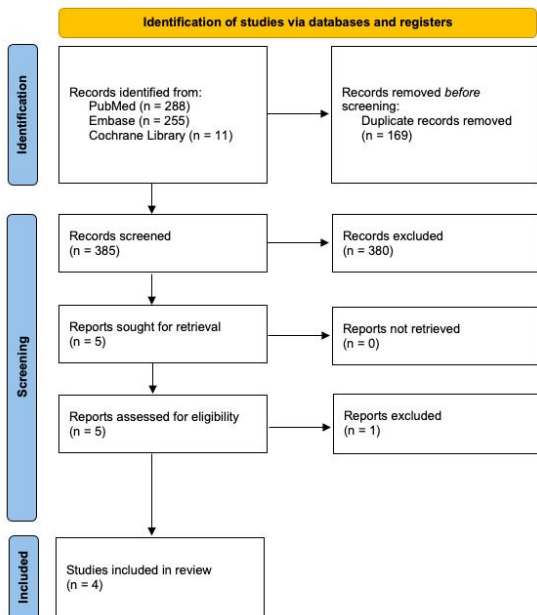 Identification of studies via databases and registers
Identification
Records identified from:
PubMed (n = 288)
Embase (n = 255)
Cochrane Library (n = 11)
Records removed before
screening:
Duplicate records removed
(n = 169)
Screening
Records screened
(n = 385)
Records excluded
(n = 380)
Reports sought for retrieval
(n = 5)
Reports not retrieved
(n = 0)
Reports assessed for eligibility
(n = 5)
Reports excluded
(n = 1)
Included
Studies included in review
(n = 4)